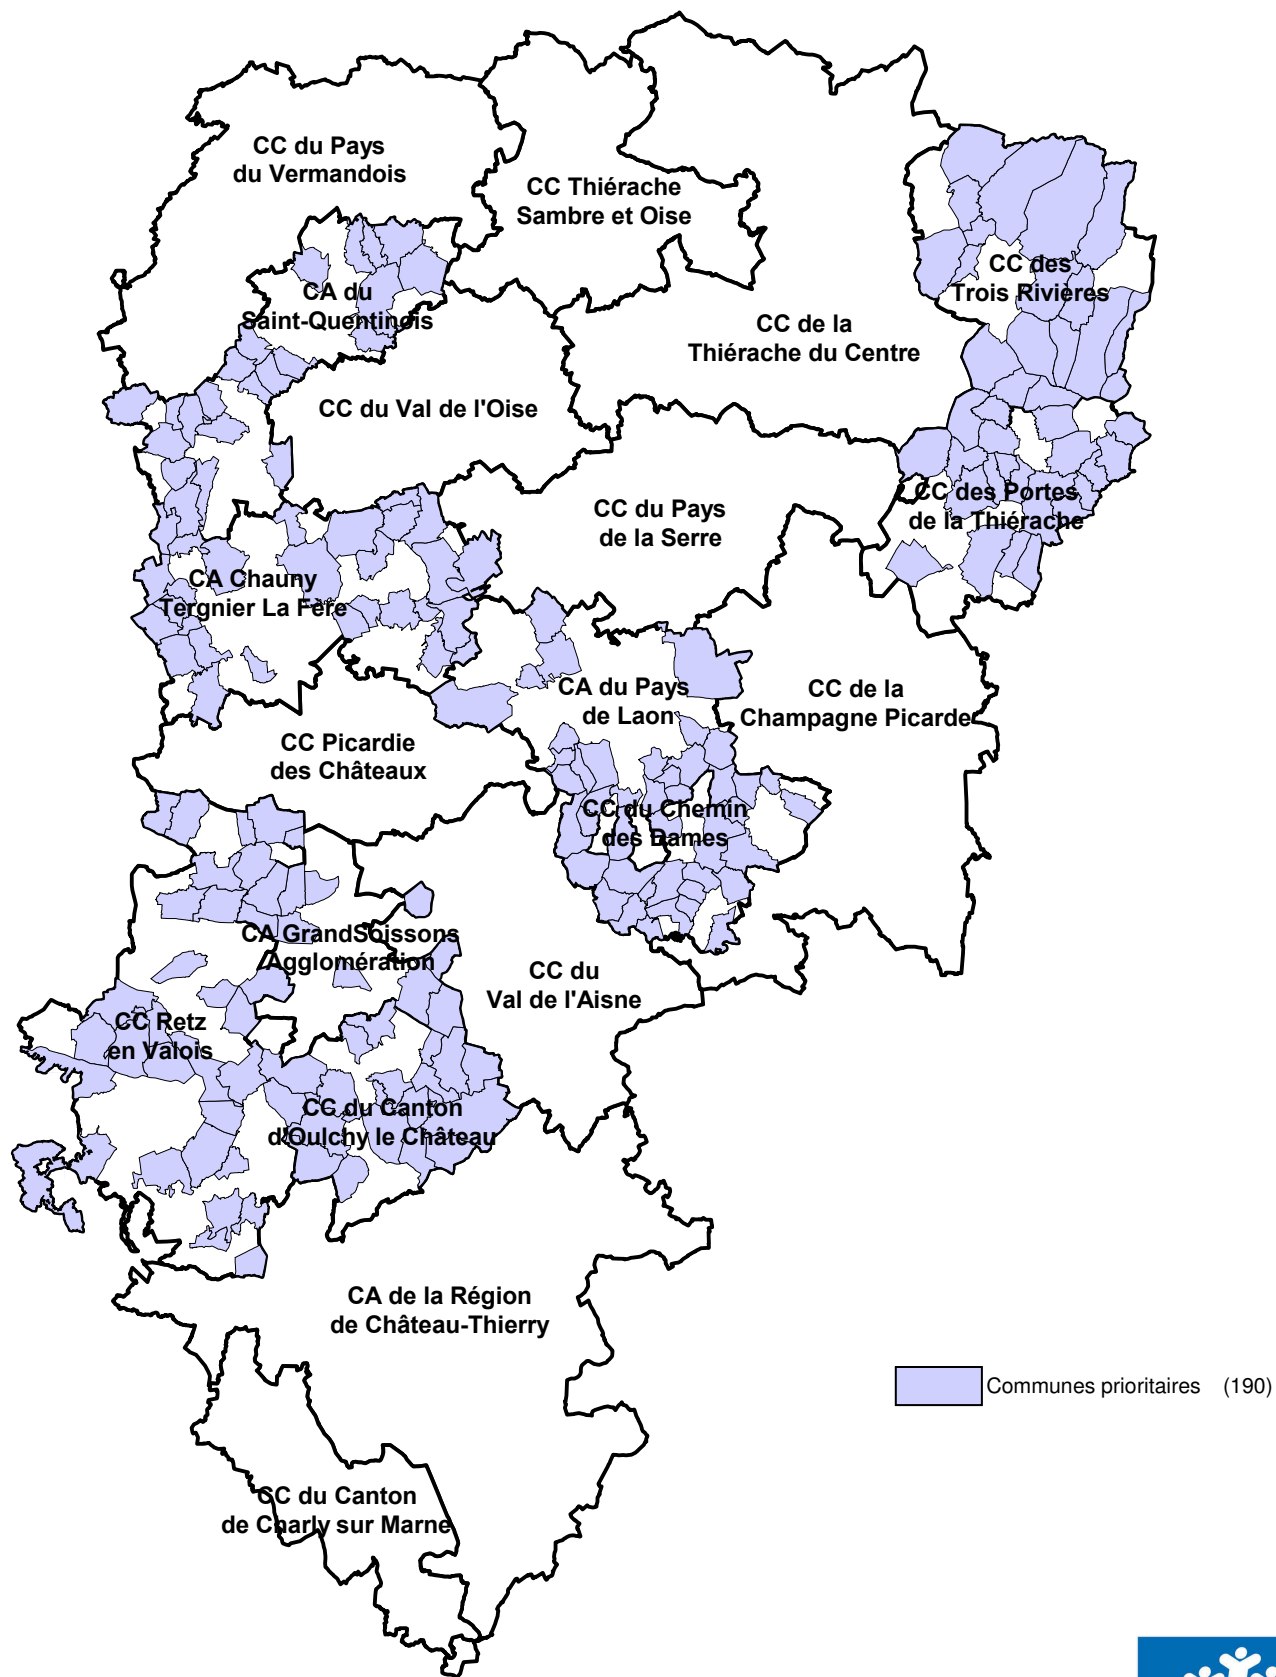 CC du Pays
du Vermandois
CC Thiérache
Sambre et Oise
CC des
Trois Rivières
CA du
Saint-Quentinois
CC de la
Thiérache du Centre
CC du Val de l'Oise
CC des Portes
de la Thiérache
CC du Pays
de la Serre
CA Chauny
Tergnier La Fère
CA du Pays
de Laon
CC de la
Champagne Picarde
CC Picardie
des Châteaux
CC du Chemin
des Dames
CA GrandSoissons
Agglomération
CC du
Val de l'Aisne
CC Retz
en Valois
CC du Canton
d'Oulchy le Château
CA de la Région
de Château-Thierry
Communes prioritaires (190)
CC du Canton
de Charly sur Marne